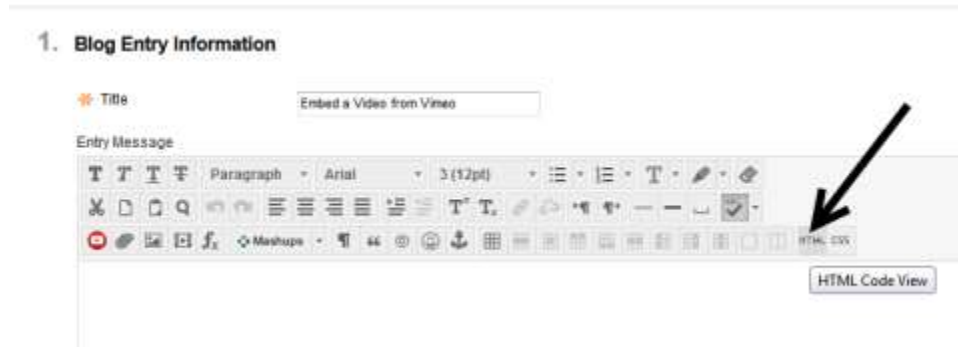 1. Blog Entry Information
Title
Embed a Video from Vimeo
Entry Message
T T T T Paragraph Arial 3 (12pt) T
T
fx Mashups HTML CSS
HTML Code View